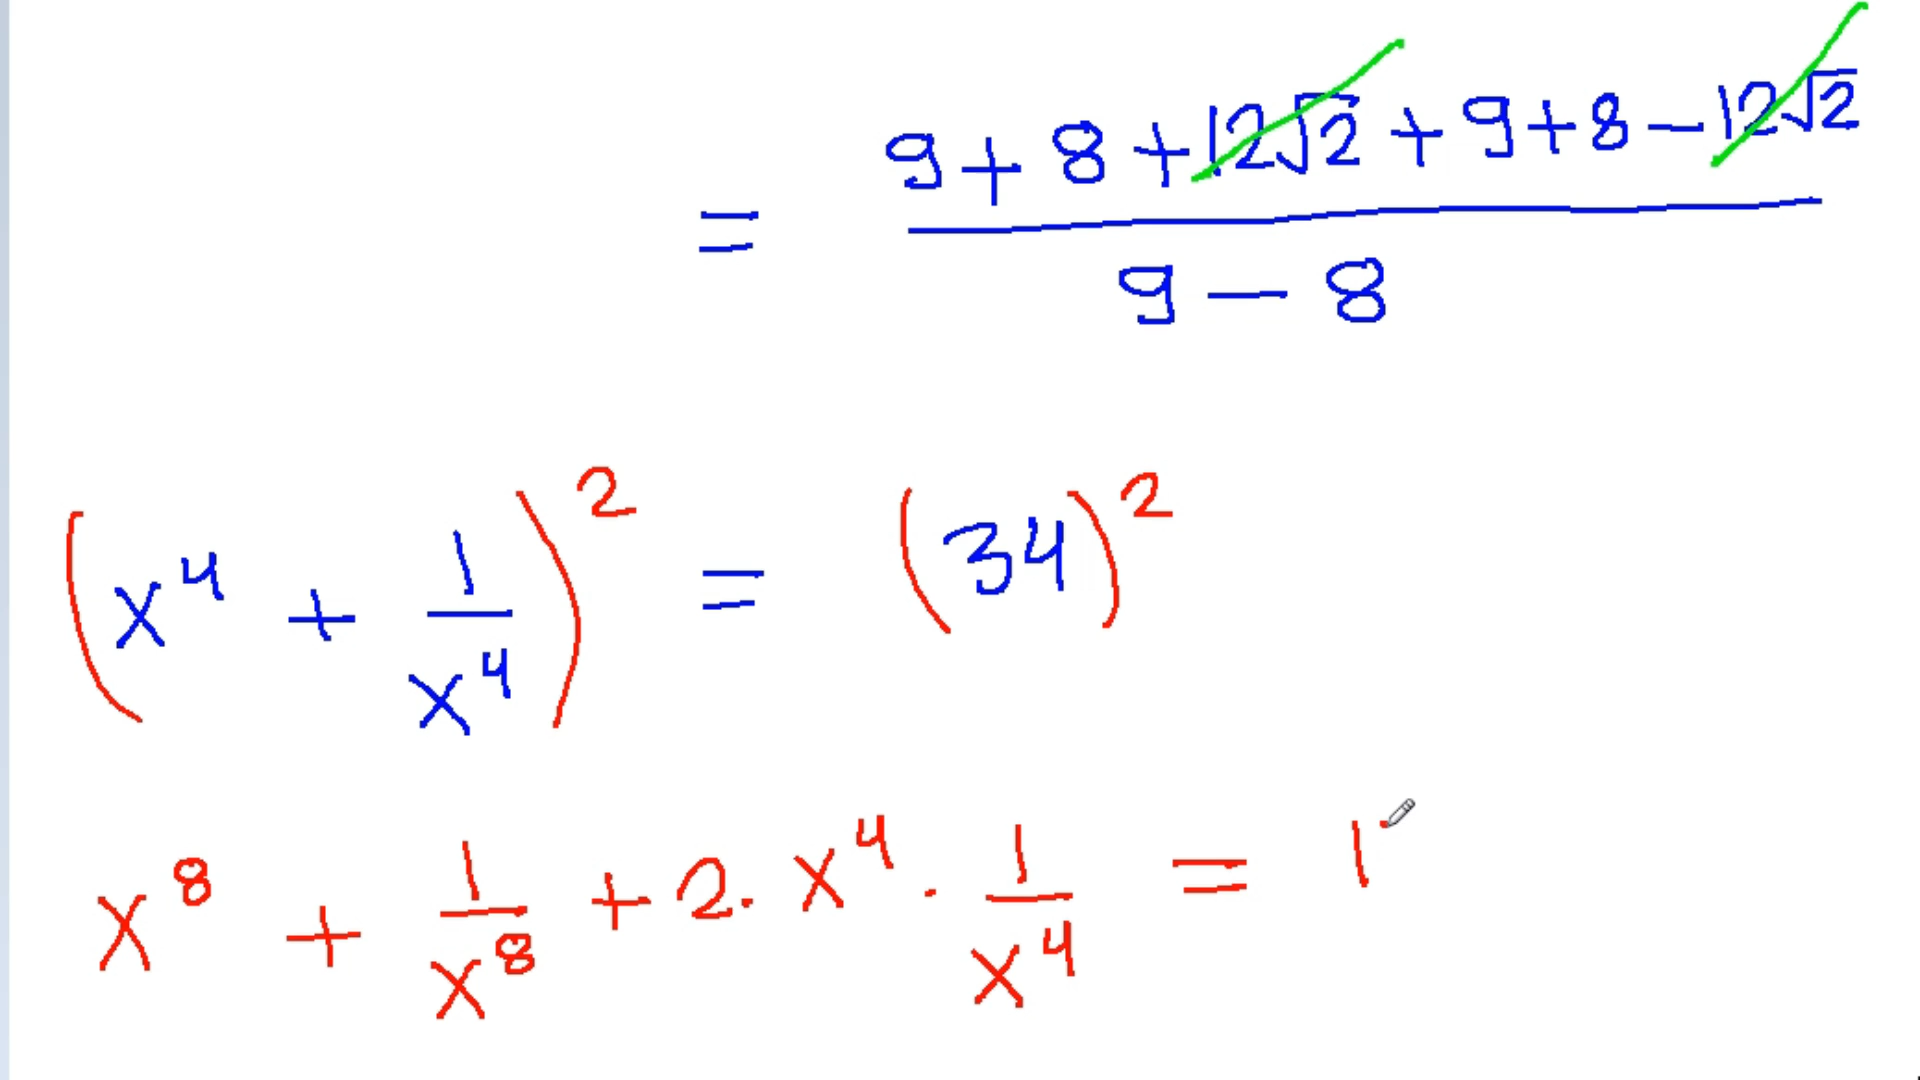 = (9 + 8 + 12√2 + 9 + 8 − 12√2) / (9 − 8)
(x⁴ + 1/x⁴)² = (34)²
x⁸ + 1/x⁸ + 2 · x⁴ · 1/x⁴ = 1